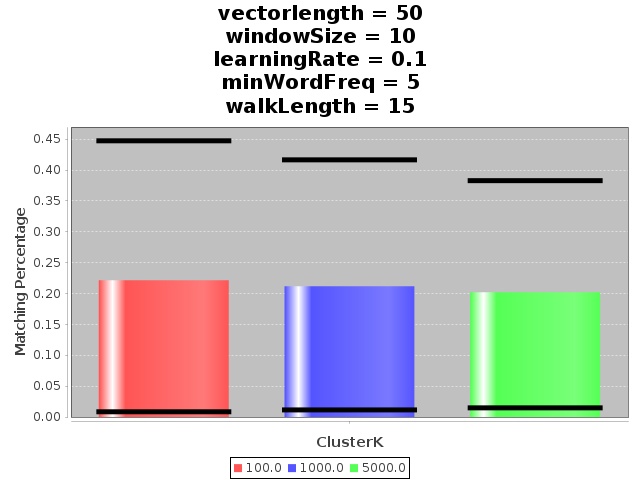 vectorlength = 50
windowSize = 10
learningRate = 0.1
minWordFreq = 5
walkLength = 15
0.45
0.40
0.35
0.30
0.25
0.20
0.15
0.10
0.05
0.00
Matching Percentage
ClusterK
100.0 1000.0 5000.0